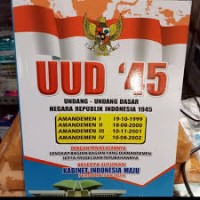 UUD '45
UNDANG - UNDANG DASAR
NEGARA REPUBLIK INDONESIA 1945
AMANDEMEN I 19-10-1999
AMANDEMEN II 18-08-2000
AMANDEMEN III 10-11-2001
AMANDEMEN IV 10-08-2002
KABINET INDONESIA MAJU